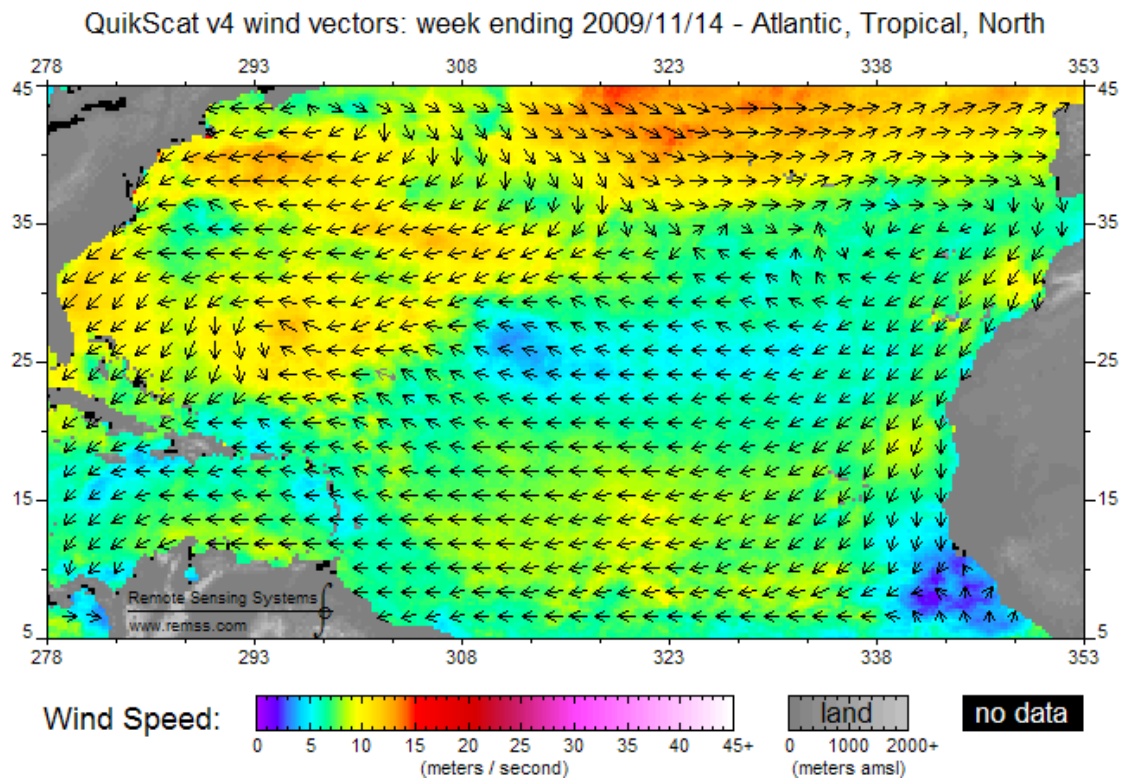 QuikScat v4 wind vectors: week ending 2009/11/14 - Atlantic, Tropical, North
278 293 308 323 338 353
45 45
35 35
25 25
15 15
Remote Sensing Systems
www.remss.com
5 5
278 293 308 323 338 353
Wind Speed: land no data
0 5 10 15 20 25 30 35 40 45+ 0 1000 2000+
(meters / second) (meters amsl)